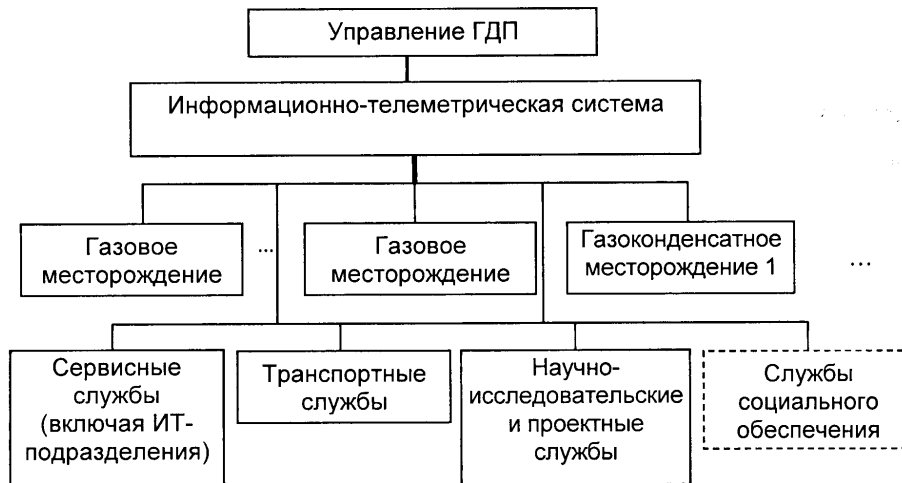 Управление ГДП
Информационно-телеметрическая система
Газовое
месторождение
...
Газовое
месторождение
Газоконденсатное
месторождение 1
...
Сервисные
службы
(включая ИТ-
подразделения)
Транспортные
службы
Научно-
исследовательские
и проектные
службы
Службы
социального
обеспечения